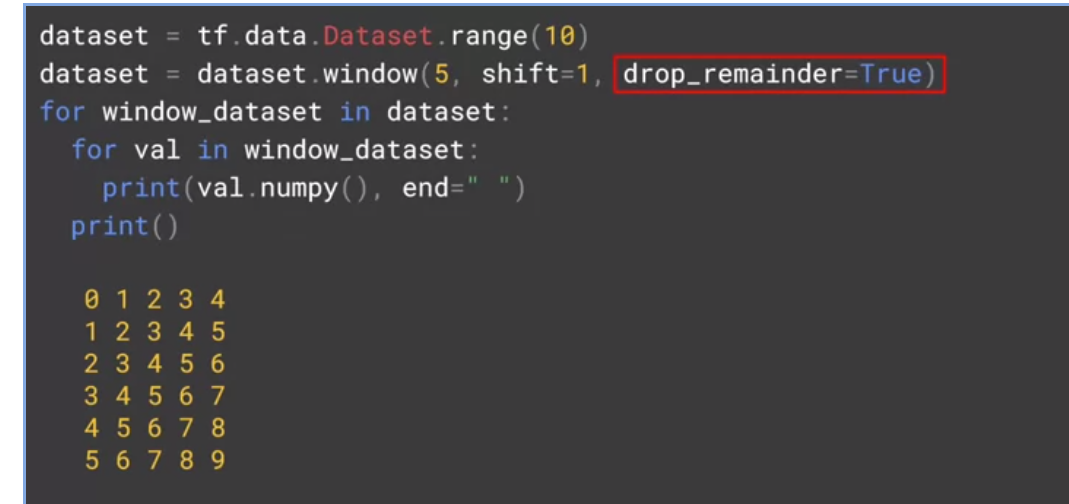 dataset = tf.data.Dataset.range(10)
dataset = dataset.window(5, shift=1, drop_remainder=True)
for window_dataset in dataset:
  for val in window_dataset:
    print(val.numpy(), end=" ")
  print()
0 1 2 3 4
1 2 3 4 5
2 3 4 5 6
3 4 5 6 7
4 5 6 7 8
5 6 7 8 9